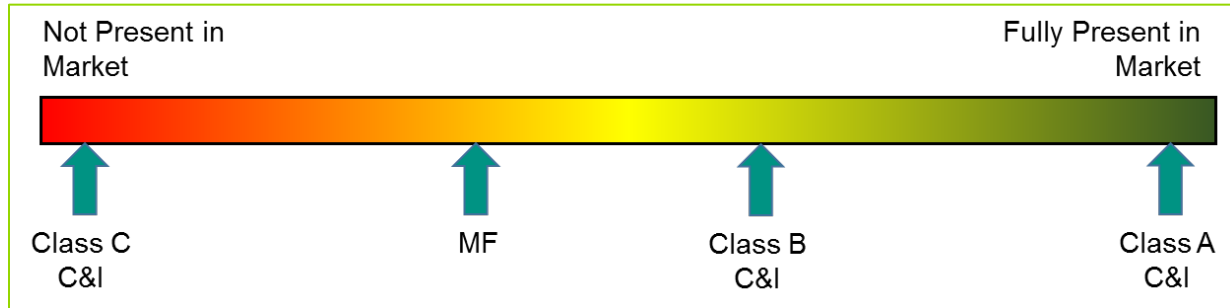 Not Present in
Market
Fully Present in
Market
Class C
C&I
MF
Class B
C&I
Class A
C&I